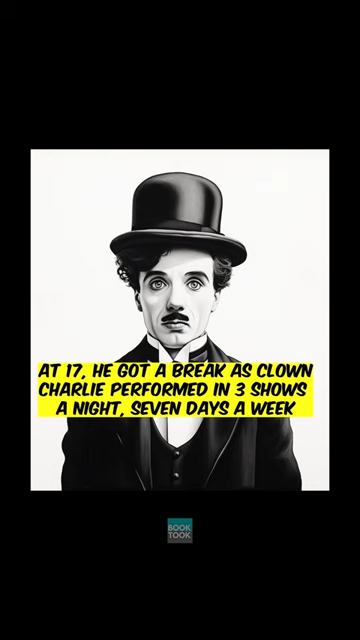 AT 17, HE GOT A BREAK AS CLOWN
CHARLIE PERFORMED IN 3 SHOWS
A NIGHT, SEVEN DAYS A WEEK
BOOK
TOOK